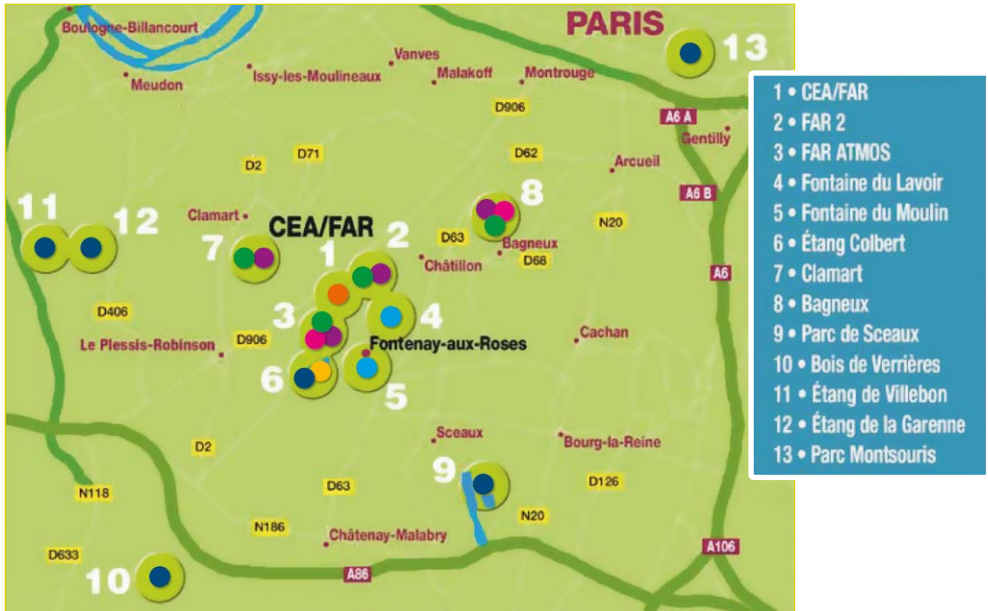 PARIS
13
Boulogne-Billancourt
Vanves
Meudon
Issy-les-Moulineaux
Malakoff
Montrouge
D906
A6 A
Gentilly
D71
D62
D2
Arcueil
A6 B
11
12
Clamart
CEA/FAR
8
N20
7
1
2
D63
Bagneux
D68
Châtillon
A6
D406
3
4
Le Plessis-Robinson
D906
Fontenay-aux-Roses
Cachan
6
5
D2
Sceaux
Bourg-la-Reine
9
N118
D63
D126
N186
N20
Châtenay-Malabry
D633
A106
10
A86
1 • CEA/FAR
2 • FAR 2
3 • FAR ATMOS
4 • Fontaine du Lavoir
5 • Fontaine du Moulin
6 • Étang Colbert
7 • Clamart
8 • Bagneux
9 • Parc de Sceaux
10 • Bois de Verrières
11 • Étang de Villebon
12 • Étang de la Garenne
13 • Parc Montsouris